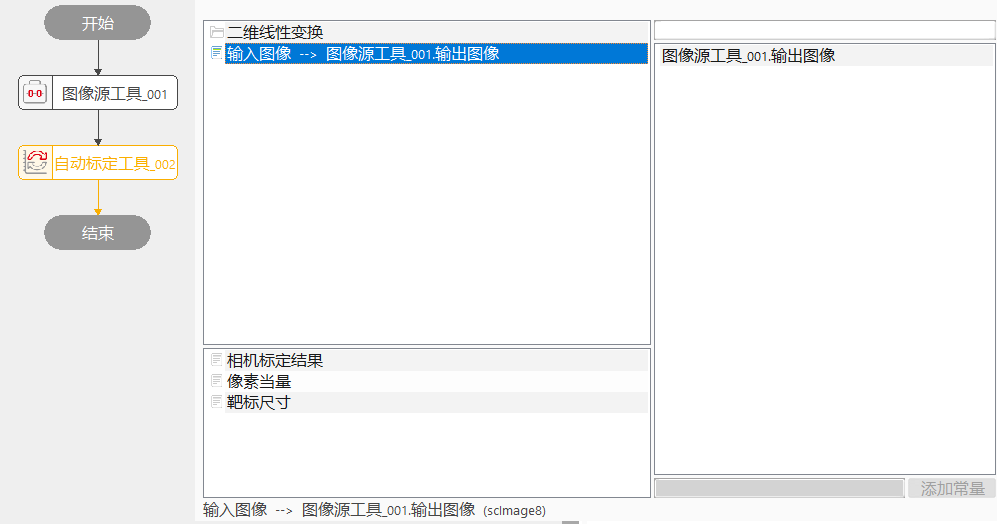 开始
图像源工具_001
自动标定工具_002
结束
二维线性变换
输入图像 --> 图像源工具_001.输出图像
相机标定结果
像素当量
靶标尺寸
输入图像 --> 图像源工具_001.输出图像 (scImage8)
图像源工具_001.输出图像
添加常量